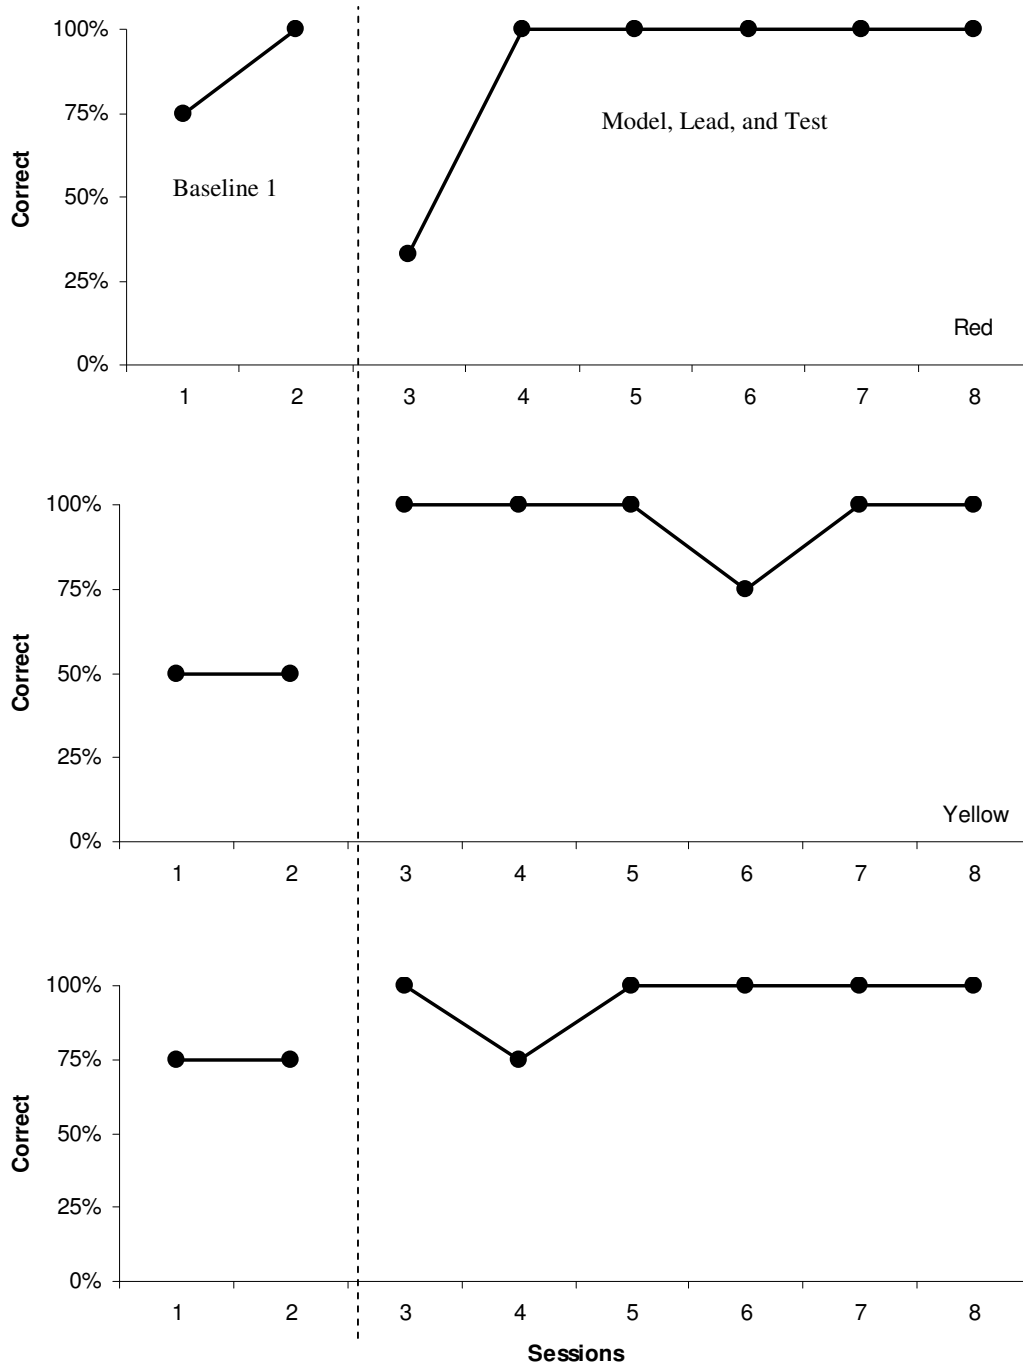 100%
75%
50%
25%
0%
Correct
Baseline 1
Model, Lead, and Test
Red
1 2 3 4 5 6 7 8
100%
75%
50%
25%
0%
Correct
Yellow
1 2 3 4 5 6 7 8
100%
75%
50%
25%
0%
Correct
1 2 3 4 5 6 7 8
Sessions